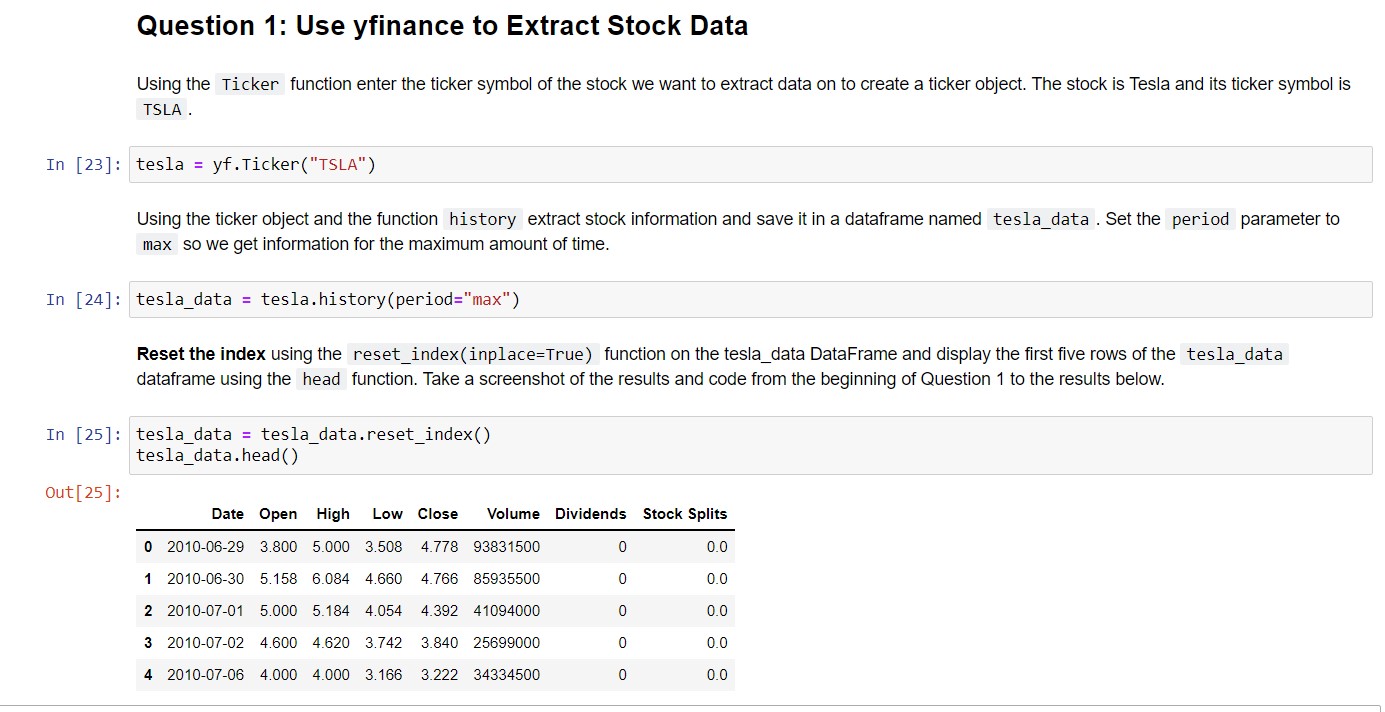 Question 1: Use yfinance to Extract Stock Data
Using the Ticker function enter the ticker symbol of the stock we want to extract data on to create a ticker object. The stock is Tesla and its ticker symbol is
TSLA .
In [23]: tesla = yf.Ticker("TSLA")
Using the ticker object and the function history extract stock information and save it in a dataframe named tesla_data . Set the period parameter to
max so we get information for the maximum amount of time.
In [24]: tesla_data = tesla.history(period="max")
Reset the index using the reset_index(inplace=True) function on the tesla_data DataFrame and display the first five rows of the tesla_data
dataframe using the head function. Take a screenshot of the results and code from the beginning of Question 1 to the results below.
In [25]: tesla_data = tesla_data.reset_index()
tesla_data.head()
Out[25]:
Date Open High Low Close Volume Dividends Stock Splits
0 2010-06-29 3.800 5.000 3.508 4.778 93831500 0 0.0
1 2010-06-30 5.158 6.084 4.660 4.766 85935500 0 0.0
2 2010-07-01 5.000 5.184 4.054 4.392 41094000 0 0.0
3 2010-07-02 4.600 4.620 3.742 3.840 25699000 0 0.0
4 2010-07-06 4.000 4.000 3.166 3.222 34334500 0 0.0